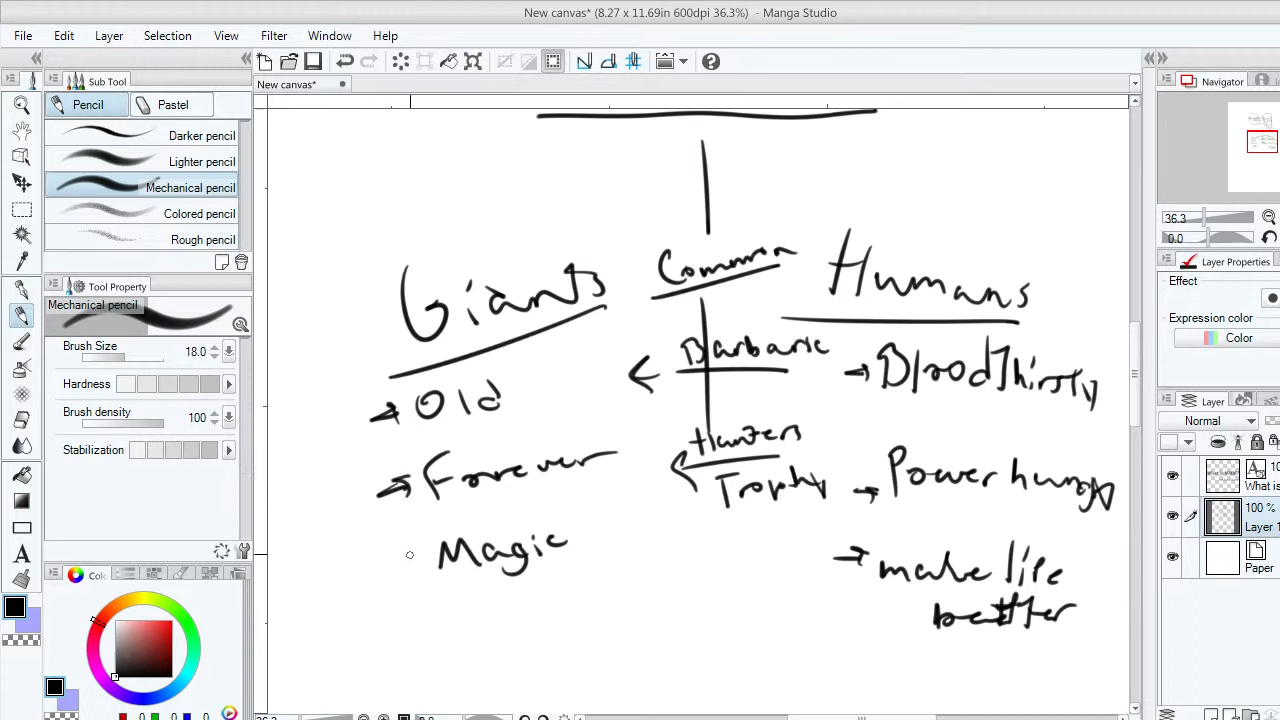 New canvas* (8.27 x 11.69in 600dpi 36.3%) - Manga Studio
File Edit Layer Selection View Filter Window Help
Sub Tool
New canvas*
Navigator
Pencil Pastel
Darker pencil
Lighter pencil
Mechanical pencil
Colored pencil
Rough pencil
Tool Property
Mechanical pencil
Brush Size 18.0
Hardness
Brush density 100
Stabilization
Giants Common Humans
Barbaric
Old
BloodThirsty
Hunters
Forever
Trophy
Power hungry
Magic
make life
better
36.3
0.0
Layer Properties
Effect
Expression color
Color
Layer
Normal
What is
100 %
Layer 1
Paper